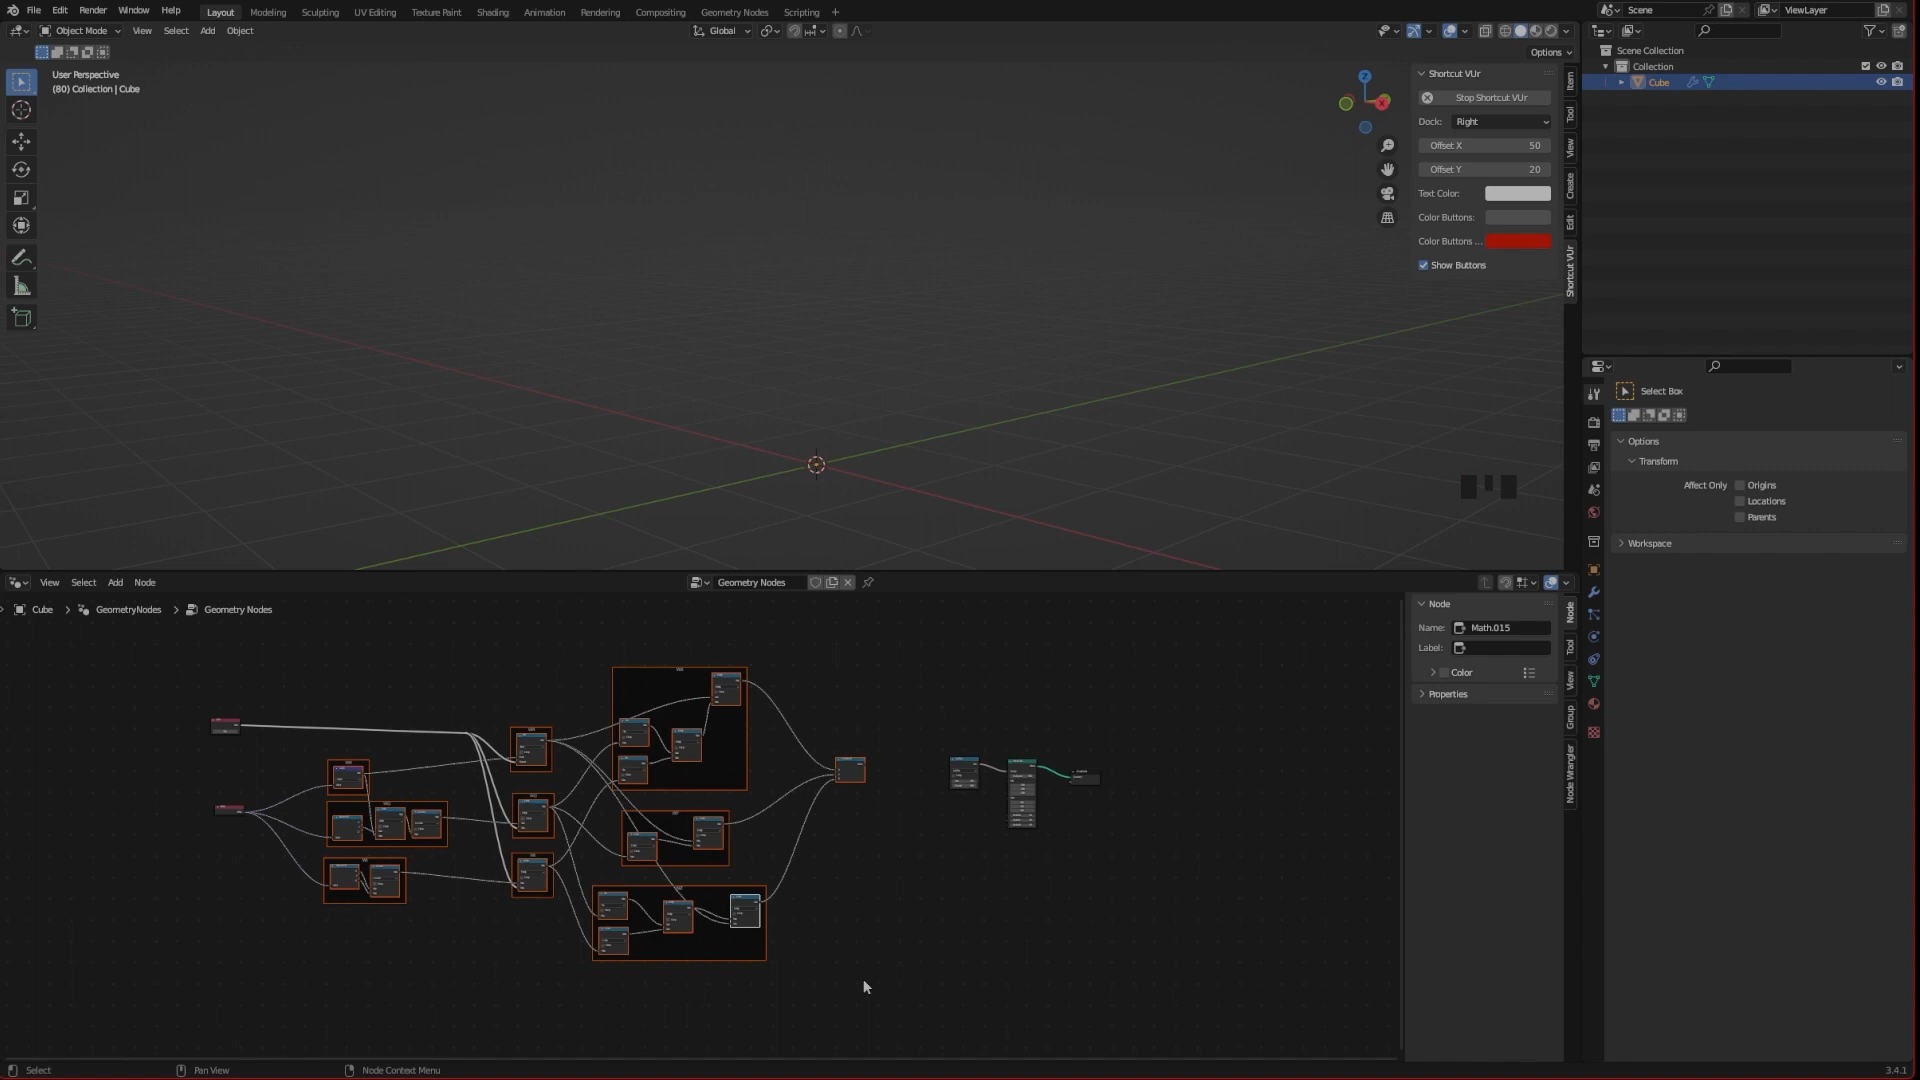 File Edit Render Window Help Layout Modeling Sculpting UV Editing Texture Paint Shading Animation Rendering Compositing Geometry Nodes Scripting + Scene ViewLayer
Object Mode View Select Add Object Global
Options
User Perspective
(80) Collection | Cube
Shortcut VUr
Stop Shortcut VUr
Dock: Right
Offset X 50
Offset Y 20
Text Color:
Color Buttons:
Color Buttons ...
Show Buttons
Item
Tool
View
Create
Edit
Shortcut VUr
Scene Collection
Collection
Cube
Select Box
Options
Transform
Affect Only Origins
Locations
Parents
Workspace
View Select Add Node Geometry Nodes
Cube > GeometryNodes > Geometry Nodes
Node
Name: Math.015
Label:
Color
Properties
Node
Tool
View
Group
Node Wrangler
Select Pan View Node Context Menu 3.4.1